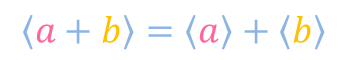 ⟨a + b⟩ = ⟨a⟩ + ⟨b⟩